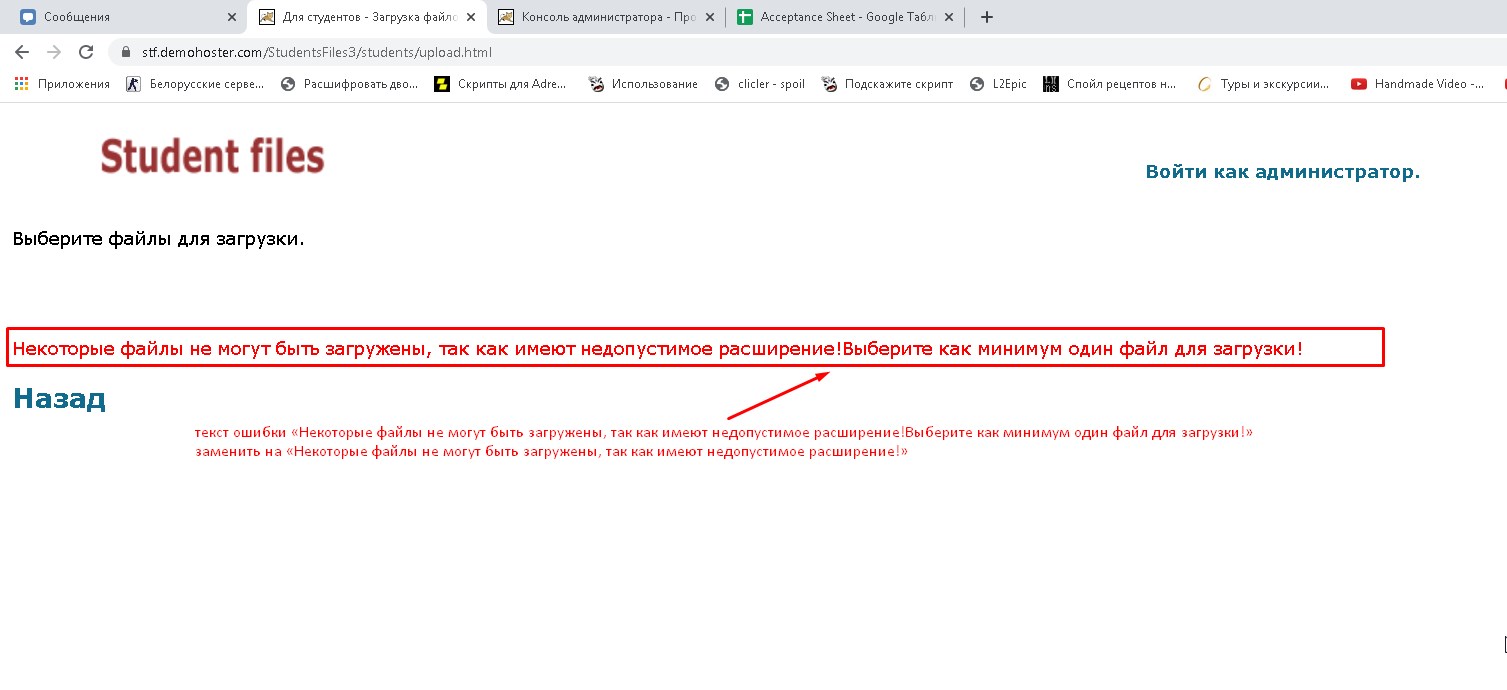 Сообщения
Для студентов - Загрузка файло
Консоль администратора - Про
Acceptance Sheet - Google Табл
stf.demohoster.com/StudentsFiles3/students/upload.html
Приложения
Белорусские серве...
Расшифровать дво...
Скрипты для Adre...
Использование
clicler - spoil
Подскажите скрипт
L2Epic
Спойл рецептов н...
Туры и экскурсии...
Handmade Video -...
Student files
Войти как администратор.
Выберите файлы для загрузки.
Некоторые файлы не могут быть загружены, так как имеют недопустимое расширение!Выберите как минимум один файл для загрузки!
Назад
текст ошибки «Некоторые файлы не могут быть загружены, так как имеют недопустимое расширение!Выберите как минимум один файл для загрузки!»
заменить на «Некоторые файлы не могут быть загружены, так как имеют недопустимое расширение!»